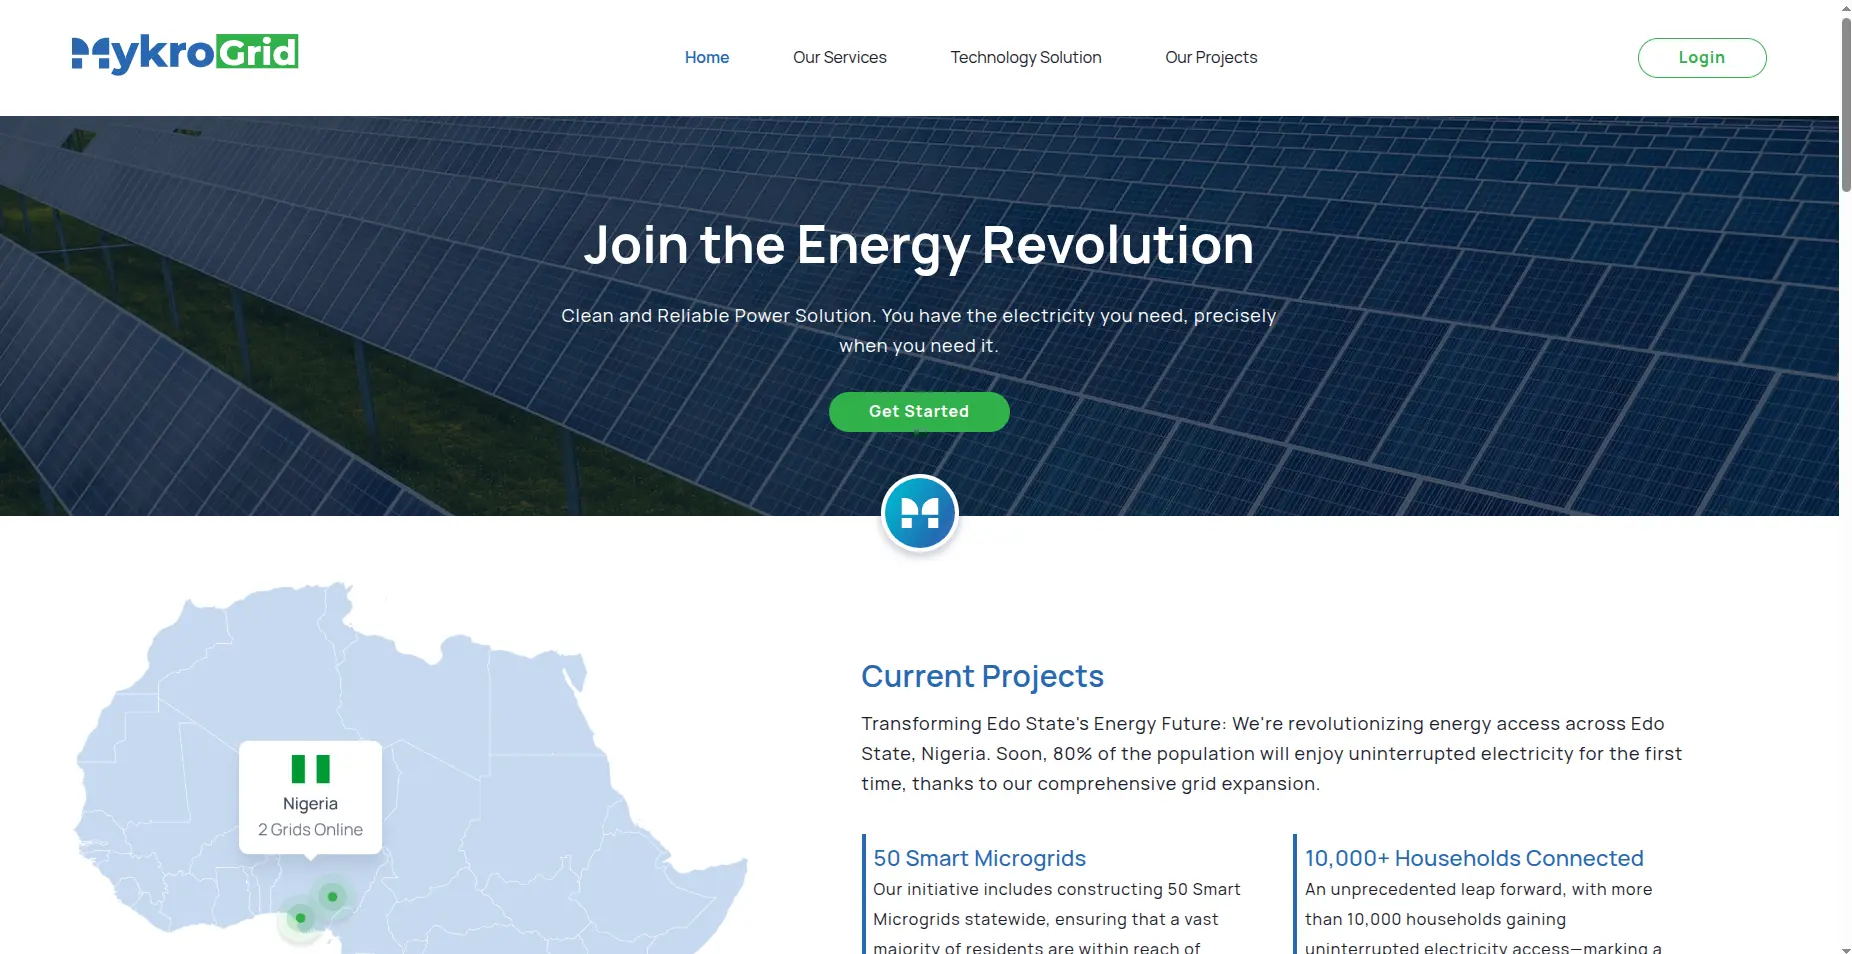 MykroGrid
Home
Our Services
Technology Solution
Our Projects
Login
Join the Energy Revolution
Clean and Reliable Power Solution. You have the electricity you need, precisely
when you need it.
Get Started
Nigeria
2 Grids Online
Current Projects
Transforming Edo State's Energy Future: We're revolutionizing energy access across Edo
State, Nigeria. Soon, 80% of the population will enjoy uninterrupted electricity for the first
time, thanks to our comprehensive grid expansion.
50 Smart Microgrids
Our initiative includes constructing 50 Smart
Microgrids statewide, ensuring that a vast
majority of residents are within reach of
10,000+ Households Connected
An unprecedented leap forward, with more
than 10,000 households gaining
uninterrupted electricity access—marking a